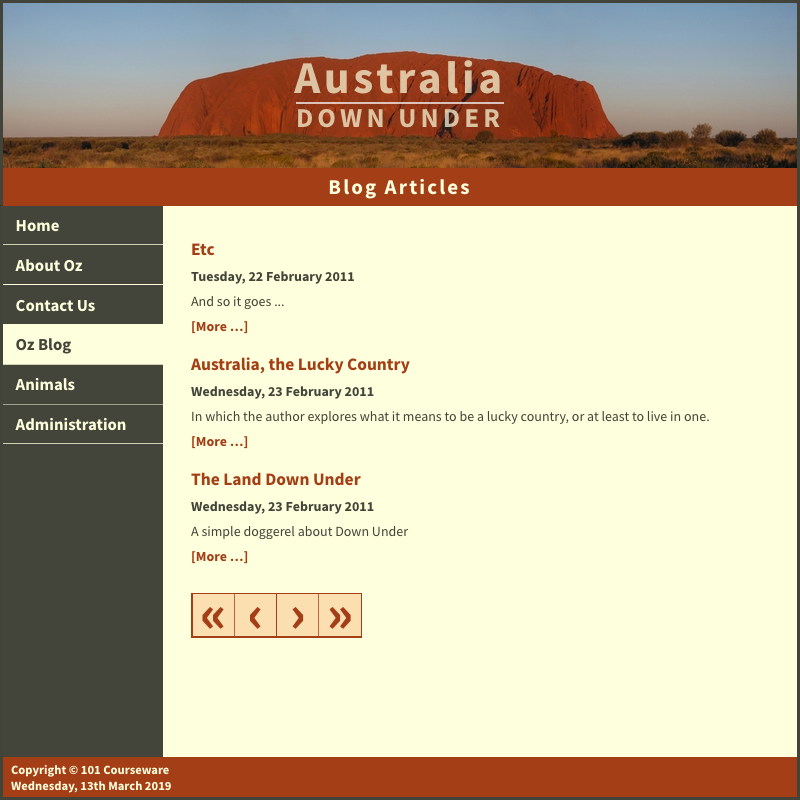 Australia
DOWN UNDER
Blog Articles
Home
About Oz
Contact Us
Oz Blog
Animals
Administration
Etc
Tuesday, 22 February 2011
And so it goes ...
[More …]
Australia, the Lucky Country
Wednesday, 23 February 2011
In which the author explores what it means to be a lucky country, or at least to live in one.
[More …]
The Land Down Under
Wednesday, 23 February 2011
A simple doggerel about Down Under
[More …]
« ‹ › »
Copyright © 101 Courseware
Wednesday, 13th March 2019